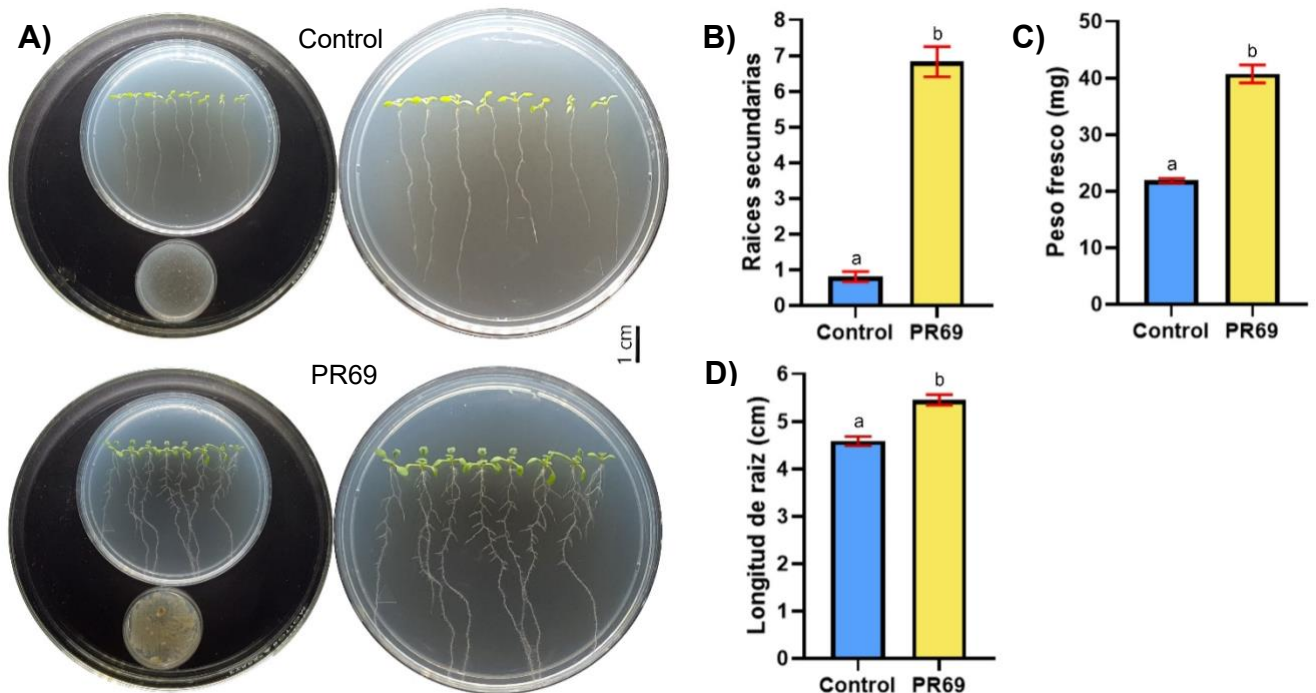 A)
Control
PR69
1 cm
B)
Raices secundarias
8
7
6
5
4
3
2
1
0
a
b
Control
PR69
C)
Peso fresco (mg)
50
40
30
20
10
0
a
b
Control
PR69
D)
Longitud de raiz (cm)
6
5
4
3
2
1
0
a
b
Control
PR69